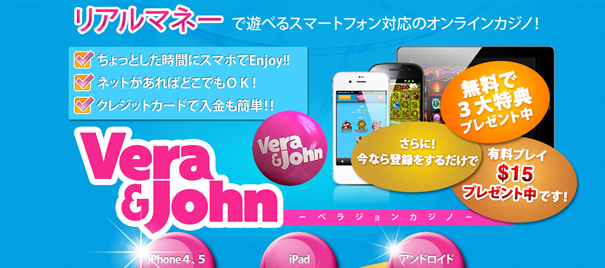 リアルマネーで遊べるスマートフォン対応のオンラインカジノ！
ちょっとした時間にスマホでEnjoy!!
ネットがあればどこでもＯＫ！
クレジットカードで入金も簡単！！
無料で
３大特典
プレゼント中
さらに！
今なら登録をするだけで
有料プレイ
$15
プレゼント中です！
Vera
&John
Vera
&John
ーベラジョンカジノー
iPhone４、５
iPad
アンドロイド